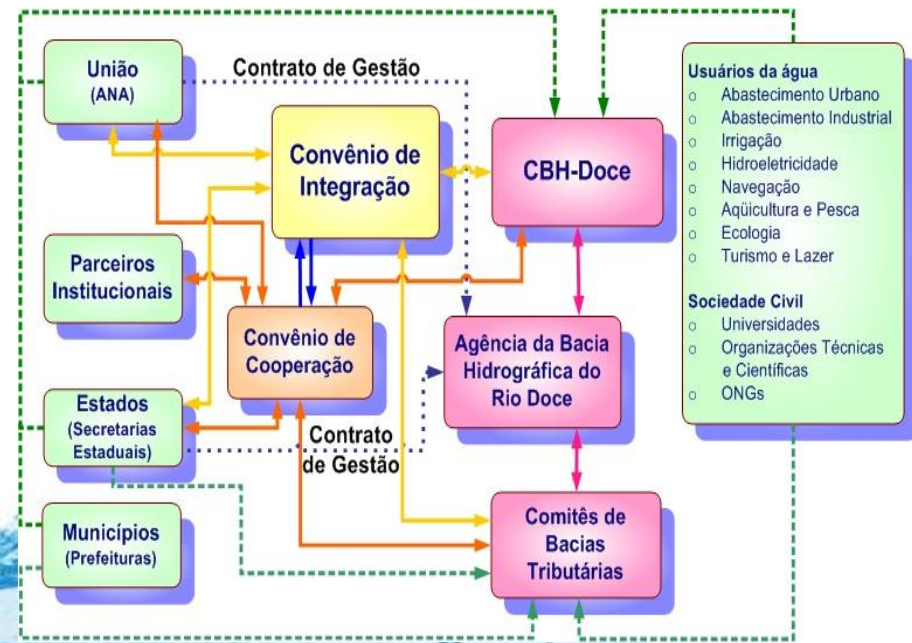 União
(ANA)
Contrato de Gestão
Convênio de
Integração
CBH-Doce
Parceiros
Institucionais
Convênio de
Cooperação
Agência da Bacia
Hidrográfica do
Rio Doce
Estados
(Secretarias
Estaduais)
Contrato
de Gestão
Municípios
(Prefeituras)
Comitês de
Bacias
Tributárias
Usuários da água
o Abastecimento Urbano
o Abastecimento Industrial
o Irrigação
o Hidroeletricidade
o Navegação
o Aqüicultura e Pesca
o Ecologia
o Turismo e Lazer
Sociedade Civil
o Universidades
o Organizações Técnicas
e Científicas
o ONGs